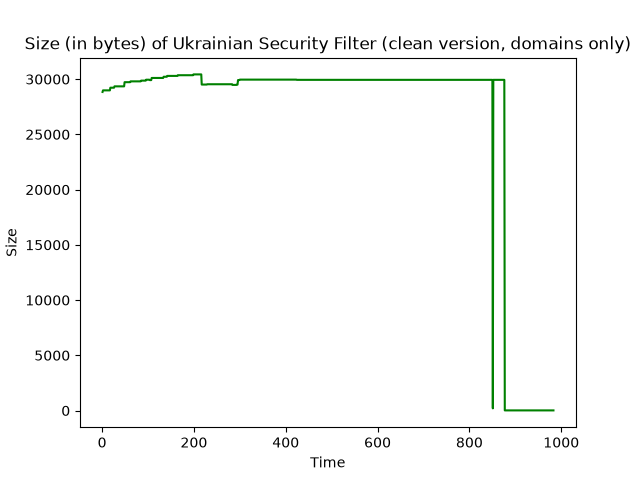 Size (in bytes) of Ukrainian Security Filter (clean version, domains only)
30000
25000
20000
15000
10000
5000
0
Size
0 200 400 600 800 1000
Time